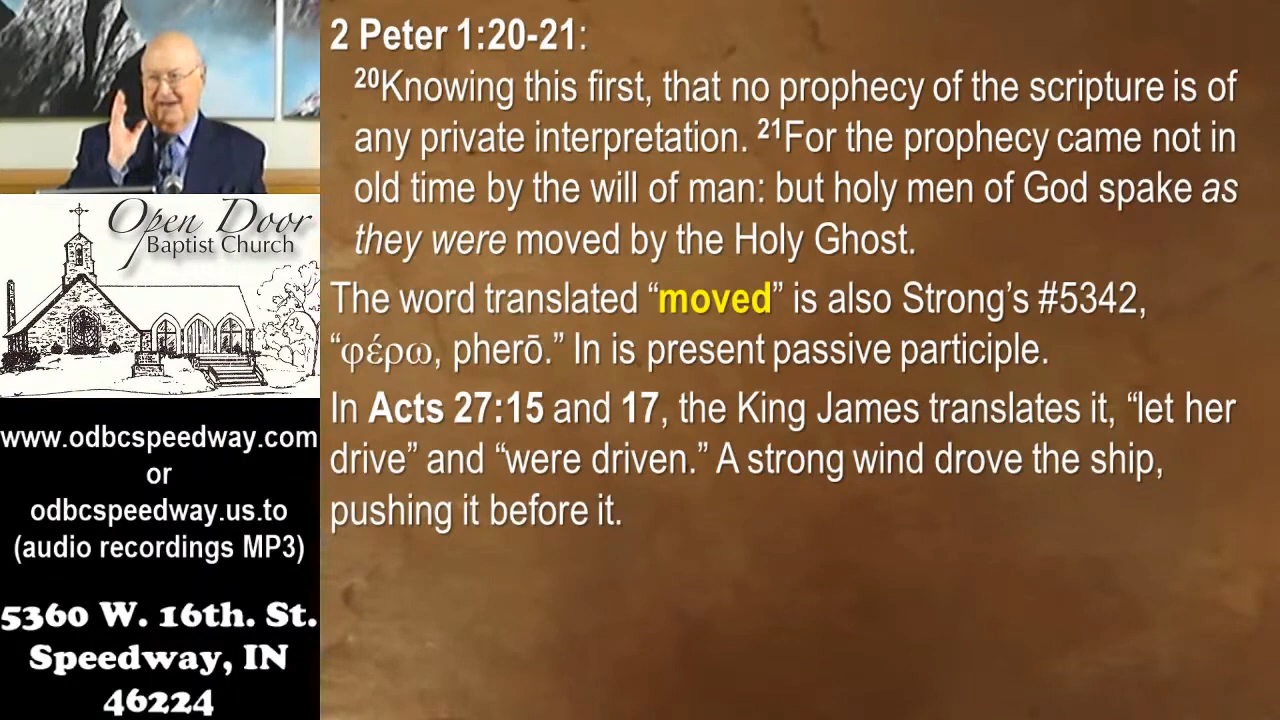 2 Peter 1:20-21:
20Knowing this first, that no prophecy of the scripture is of
any private interpretation. 21For the prophecy came not in
old time by the will of man: but holy men of God spake as
they were moved by the Holy Ghost.
The word translated “moved” is also Strong’s #5342,
“φέρω, pherō.” In is present passive participle.
In Acts 27:15 and 17, the King James translates it, “let her
drive” and “were driven.” A strong wind drove the ship,
pushing it before it.
Open Door
Baptist Church
www.odbcspeedway.com
or
odbcspeedway.us.to
(audio recordings MP3)
5360 W. 16th. St.
Speedway, IN
46224